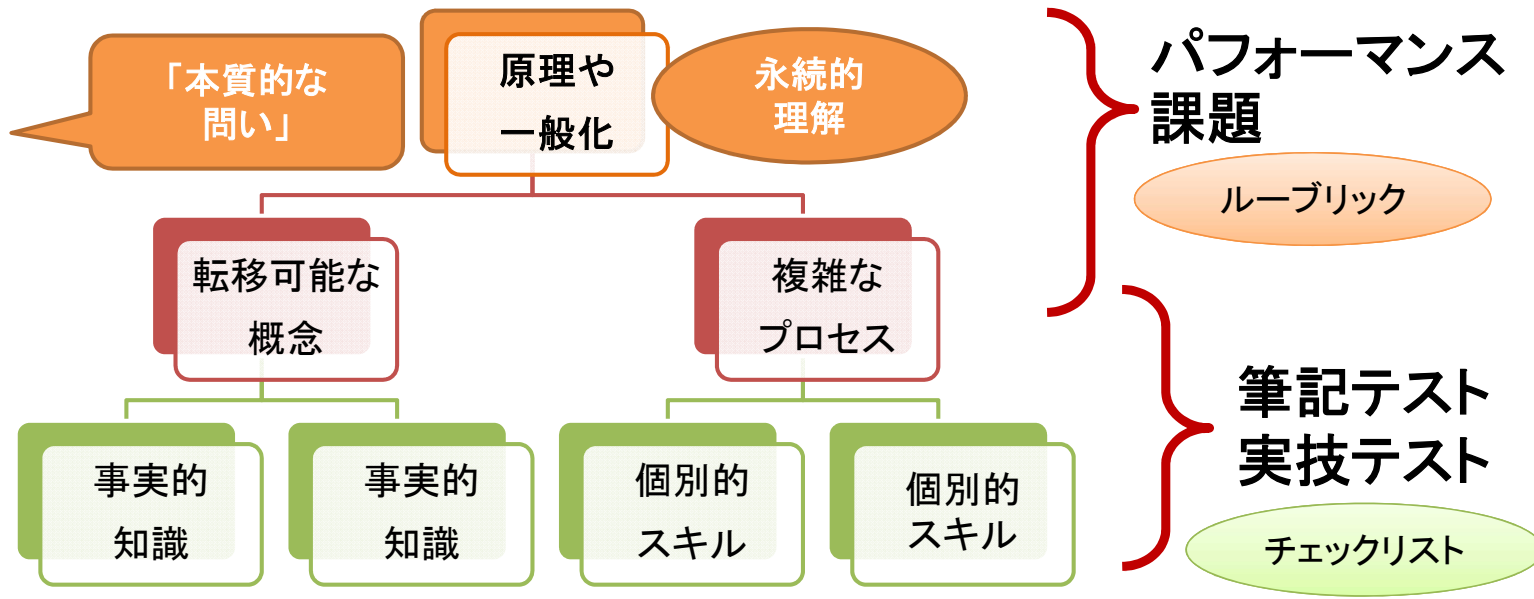 「本質的な
問い」
原理や
一般化
永続的
理解
パフォーマンス
課題
ルーブリック
転移可能な
概念
複雑な
プロセス
筆記テスト
実技テスト
チェックリスト
事実的
知識
事実的
知識
個別的
スキル
個別的
スキル